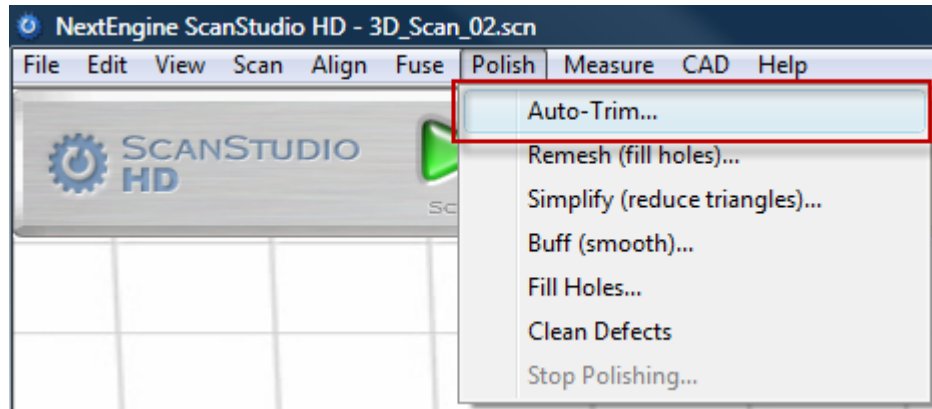 NextEngine ScanStudio HD - 3D_Scan_02.scn
File Edit View Scan Align Fuse Polish Measure CAD Help
SCANSTUDIO
HD
Sc
Auto-Trim...
Remesh (fill holes)...
Simplify (reduce triangles)...
Buff (smooth)...
Fill Holes...
Clean Defects
Stop Polishing...